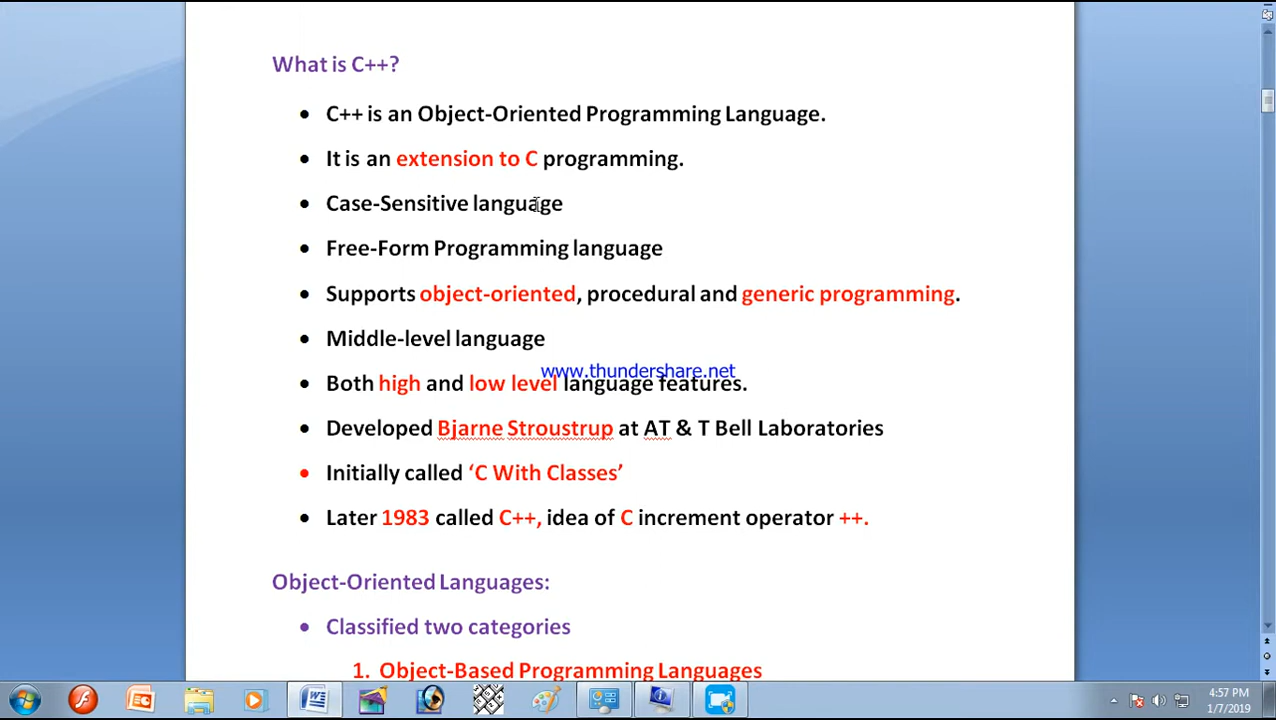 What is C++?
• C++ is an Object-Oriented Programming Language.
• It is an extension to C programming.
• Case-Sensitive language
• Free-Form Programming language
• Supports object-oriented, procedural and generic programming.
• Middle-level language
www.thundershare.net
• Both high and low level language features.
• Developed Bjarne Stroustrup at AT & T Bell Laboratories
• Initially called ‘C With Classes’
• Later 1983 called C++, idea of C increment operator ++.
Object-Oriented Languages:
• Classified two categories
1. Object-Based Programming Languages
4:57 PM
1/7/2019